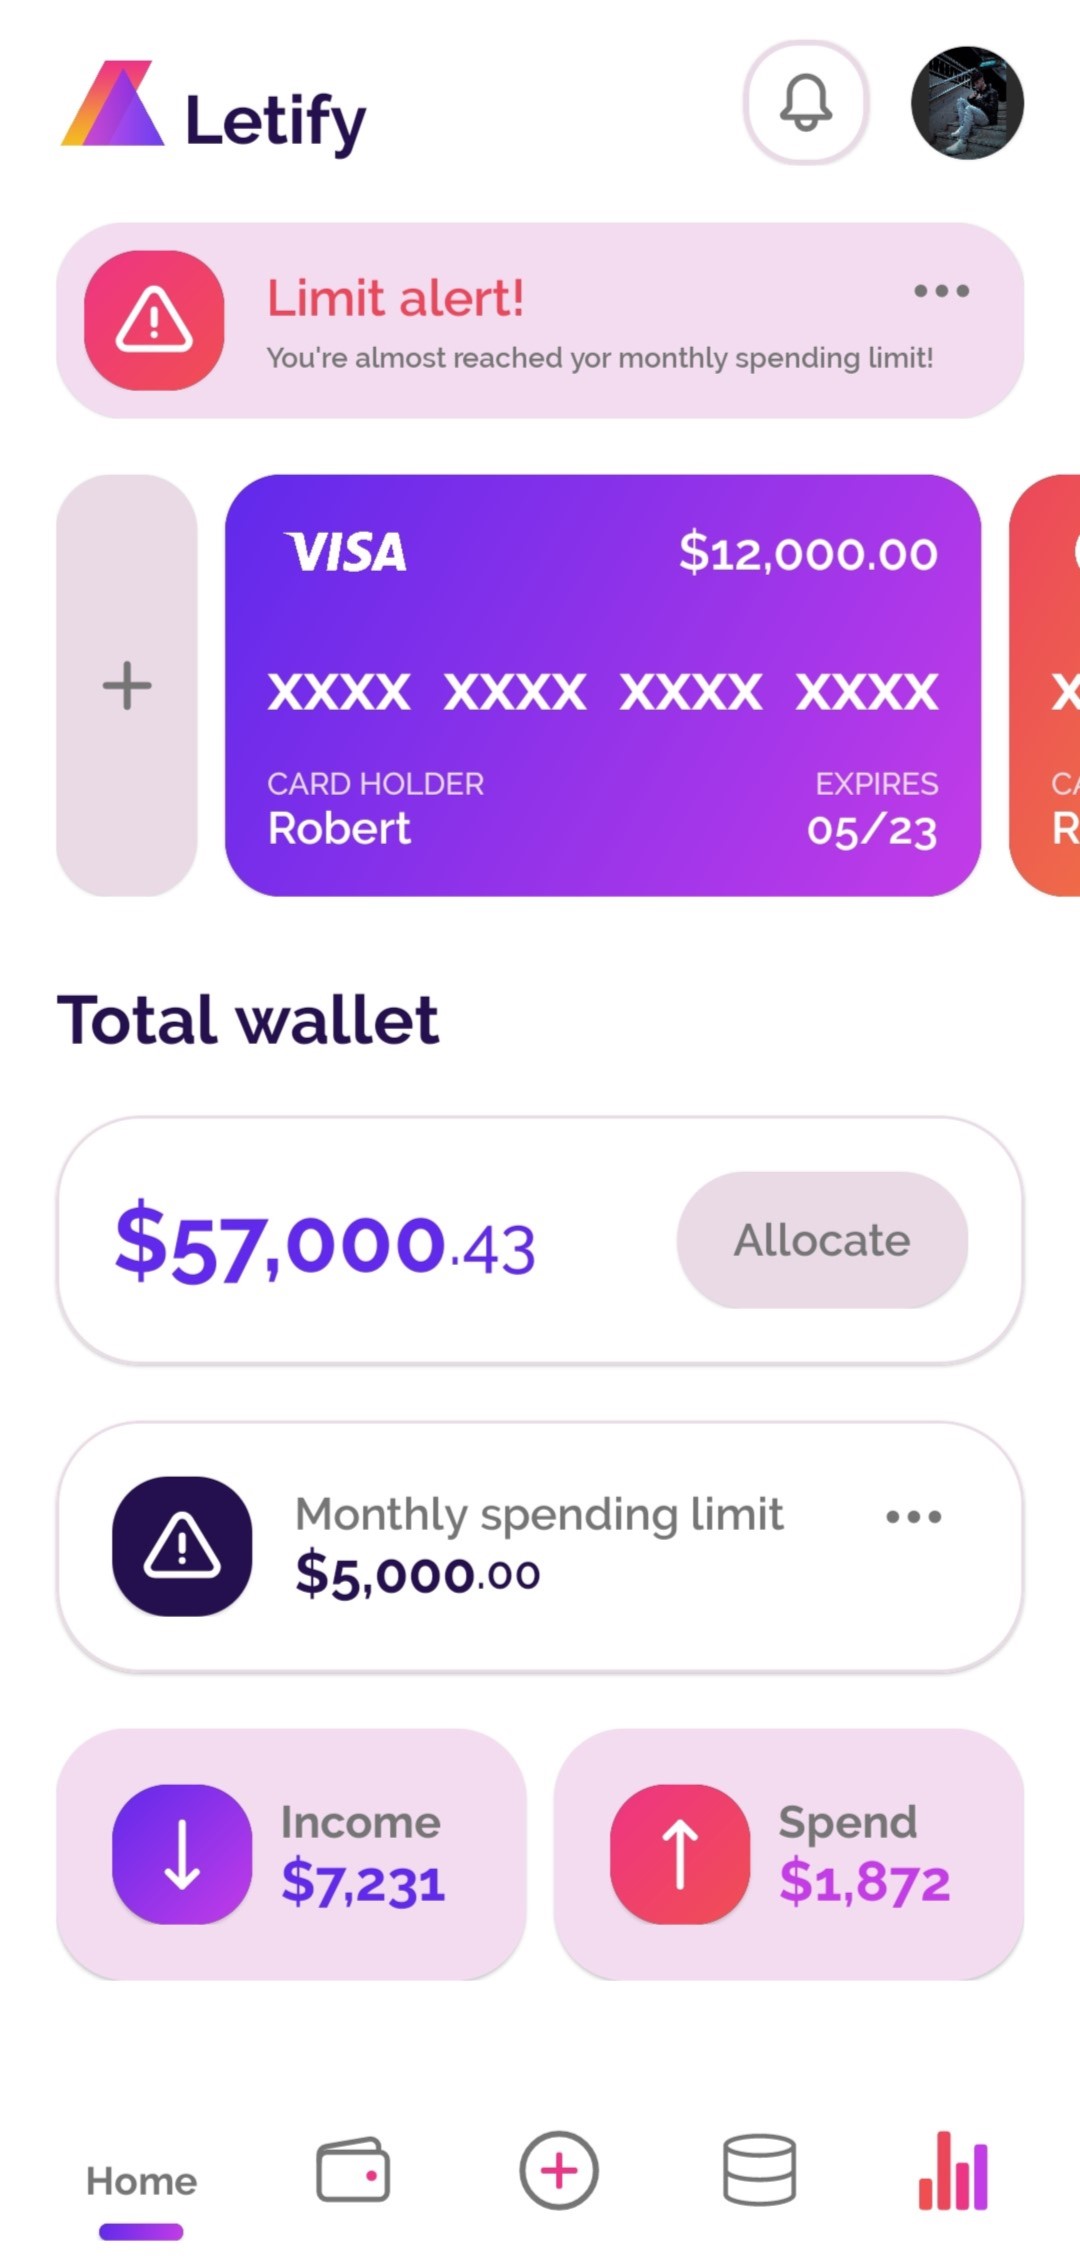 Letify
Limit alert!
You're almost reached yor monthly spending limit!
VISA
$12,000.00
XXXX XXXX XXXX XXXX
CARD HOLDER
EXPIRES
Robert
05/23
Total wallet
$57,000.43
Allocate
Monthly spending limit
$5,000.00
Income
$7,231
Spend
$1,872
Home